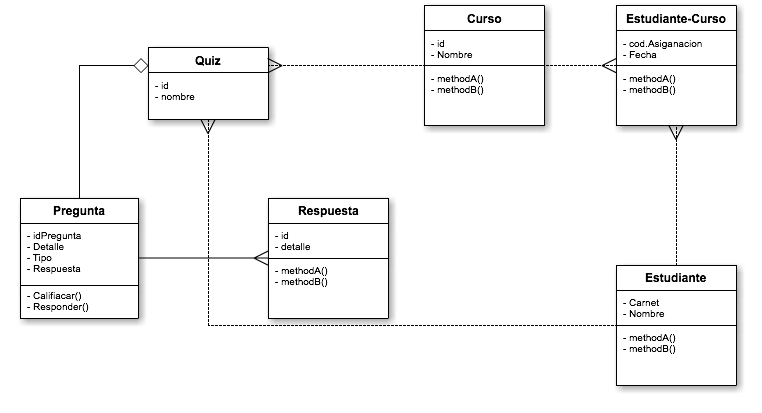 Quiz
- id
- nombre
Curso
- id
- Nombre
- methodA()
- methodB()
Estudiante-Curso
- cod.Asiganacion
- Fecha
- methodA()
- methodB()
Pregunta
- idPregunta
- Detalle
- Tipo
- Respuesta
- Califiacar()
- Responder()
Respuesta
- id
- detalle
- methodA()
- methodB()
Estudiante
- Carnet
- Nombre
- methodA()
- methodB()